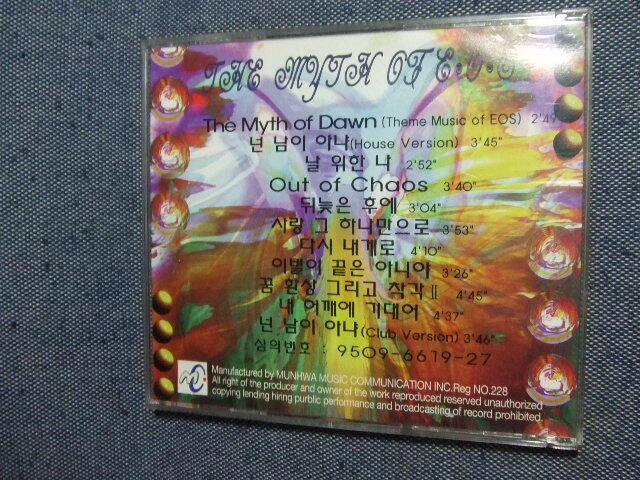 THE MYTH OF E.O.S
The Myth of Dawn (Theme Music of EOS) 2'49
넌 남이 아냐(House Version) 3'45"
날 위한 나 2'52"
Out of Chaos 3'40"
뒤늦은 후에 3'04"
사랑 그 하나만으로 3'53"
다시 내게로 4'10"
이별이 끝은 아니야 3'26"
꿈 환상 그리고 착각 II 4'45"
내 어깨에 기대어 4'37"
넌 남이 아냐(Club Version) 3'46"
심의번호 : 9509-6619-27
Manufactured by MUNHWA MUSIC COMMUNICATION INC.Reg NO.228
All right of the producer and owner of the work reproduced reserved unauthorized
copying lending hiring purblic performance and broadcasting of record prohibited.